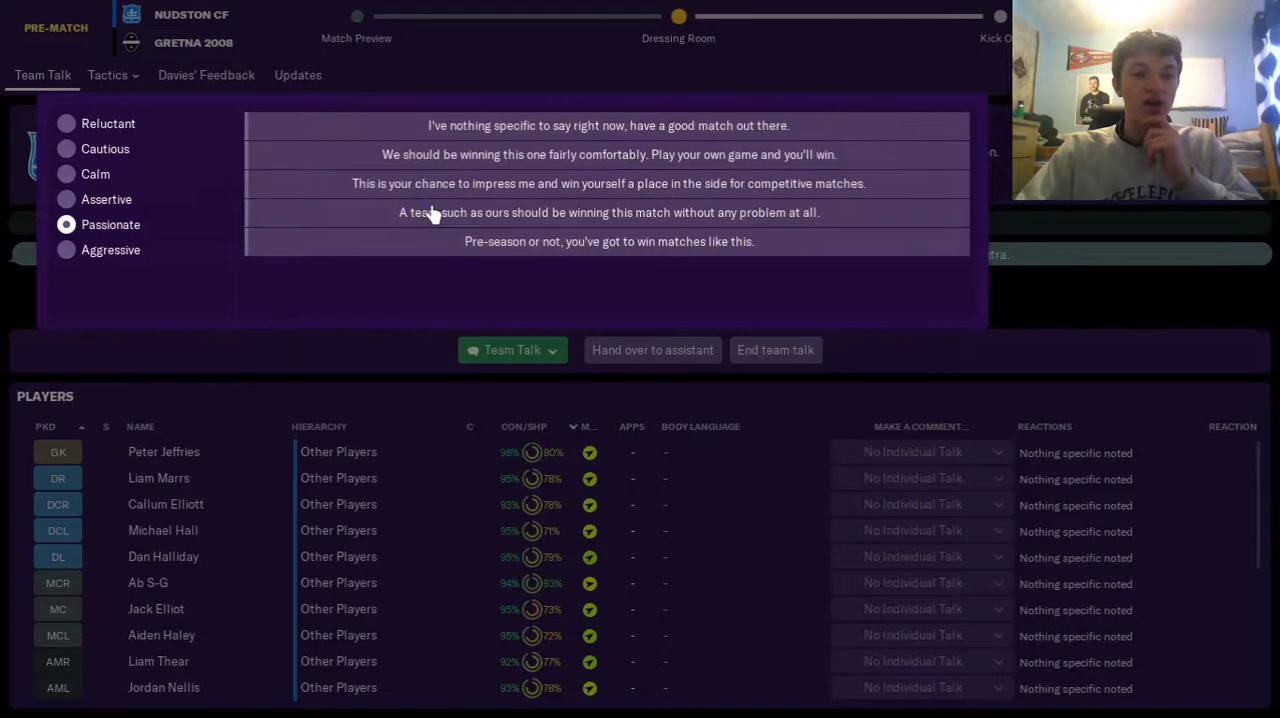 PRE-MATCH
NUDSTON CF
GRETNA 2008
Match Preview
Dressing Room
Kick O
Team Talk
Tactics
Davies' Feedback
Updates
Reluctant
Cautious
Calm
Assertive
Passionate
Aggressive
I've nothing specific to say right now, have a good match out there.
We should be winning this one fairly comfortably. Play your own game and you'll win.
This is your chance to impress me and win yourself a place in the side for competitive matches.
A team such as ours should be winning this match without any problem at all.
Pre-season or not, you've got to win matches like this.
on.
tra.
Team Talk
Hand over to assistant
End team talk
PLAYERS
PKD S NAME HIERARCHY C CON/SHP M... APPS BODY LANGUAGE MAKE A COMMENT... REACTIONS REACTION
GK Peter Jeffries Other Players 98% 80% - - No Individual Talk Nothing specific noted
DR Liam Marrs Other Players 95% 78% - - No Individual Talk Nothing specific noted
DCR Callum Elliott Other Players 93% 78% - - No Individual Talk Nothing specific noted
DCL Michael Hall Other Players 95% 71% - - No Individual Talk Nothing specific noted
DL Dan Halliday Other Players 95% 79% - - No Individual Talk Nothing specific noted
MCR Ab S-G Other Players 94% 93% - - No Individual Talk Nothing specific noted
MC Jack Elliot Other Players 95% 73% - - No Individual Talk Nothing specific noted
MCL Aiden Haley Other Players 95% 72% - - No Individual Talk Nothing specific noted
AMR Liam Thear Other Players 92% 77% - - No Individual Talk Nothing specific noted
AML Jordan Nellis Other Players 93% 78% - - No Individual Talk Nothing specific noted